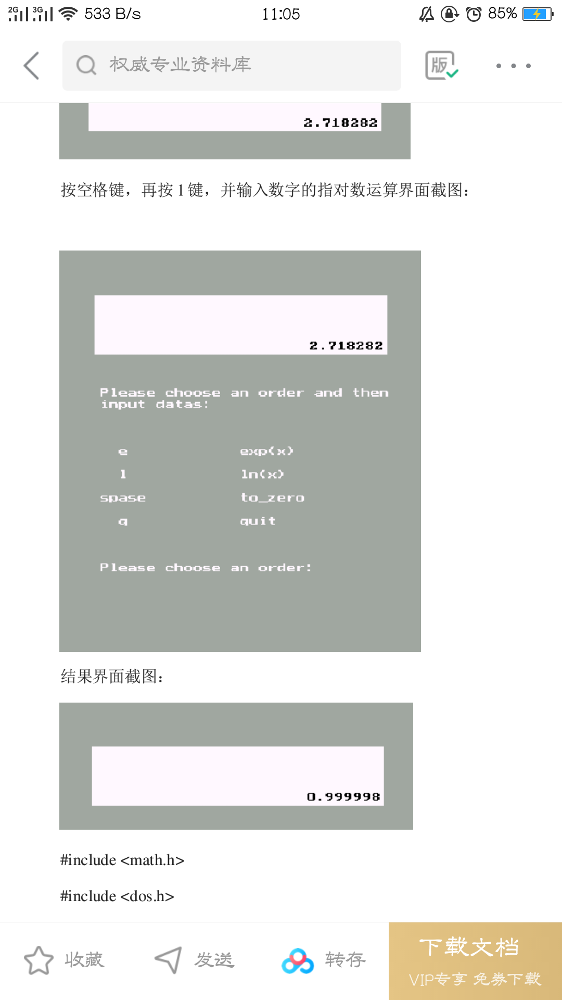 2G 3G 533 B/s 11:05 85%
权威专业资料库 版
2.718282
按空格键，再按 l 键，并输入数字的指对数运算界面截图：
2.718282
Please choose an order and then
input datas:
e exp(x)
l ln(x)
spase to_zero
q quit
Please choose an order:
结果界面截图：
0.999998
#include <math.h>
#include <dos.h>
收藏 发送 转存 下载文档
VIP专享 免券下载